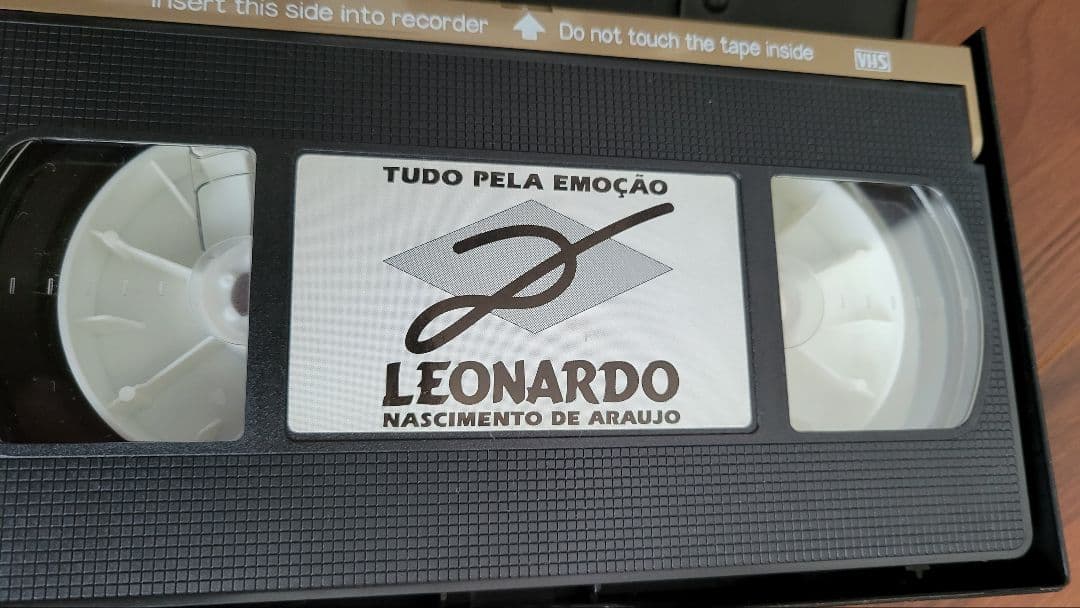 Insert this side into recorder
Do not touch the tape inside
VHS
TUDO PELA EMOÇÃO
LEONARDO
NASCIMENTO DE ARAUJO